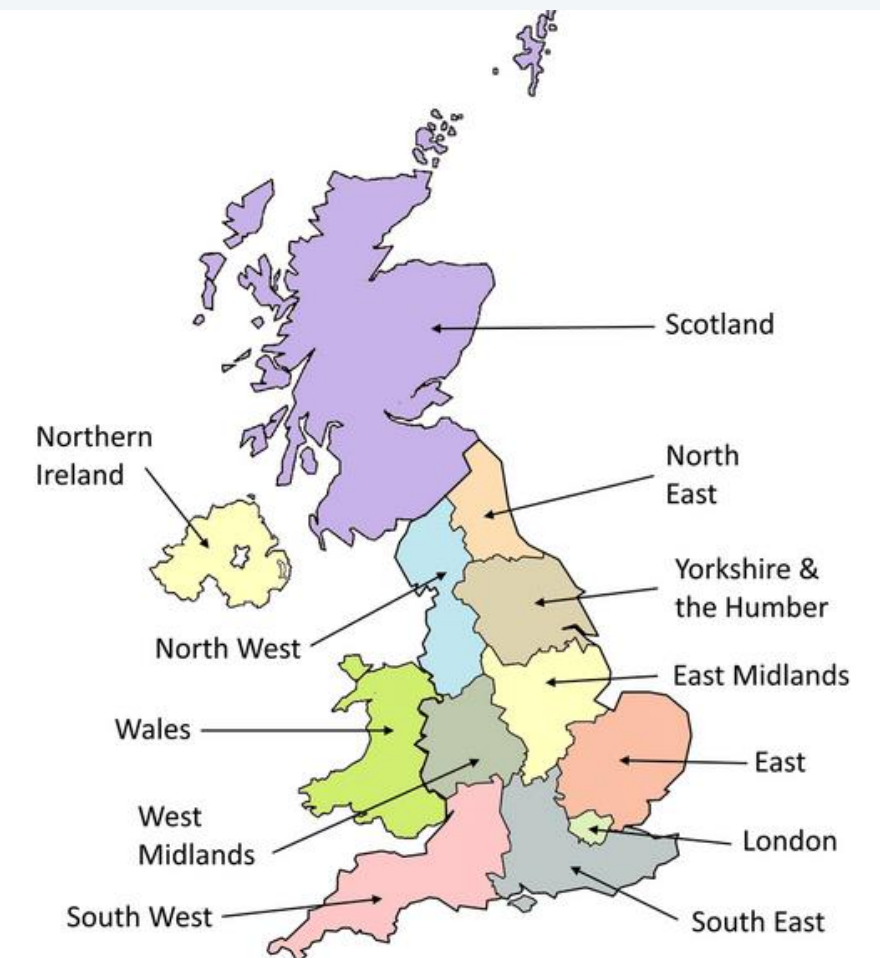 Scotland
Northern
Ireland
North
East
Yorkshire &
the Humber
North West
East Midlands
Wales
East
West
Midlands
London
South West
South East